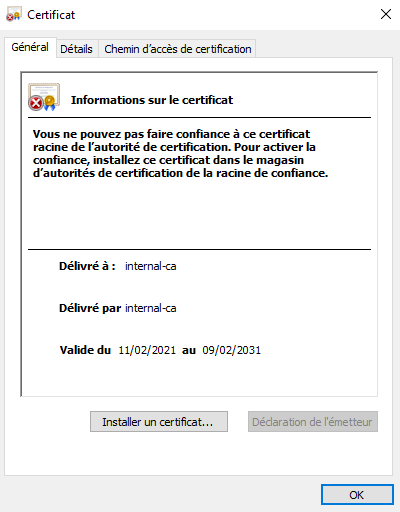 Certificat
Général
Détails
Chemin d'accès de certification
Informations sur le certificat
Vous ne pouvez pas faire confiance à ce certificat
racine de l'autorité de certification. Pour activer la
confiance, installez ce certificat dans le magasin
d'autorités de certification de la racine de confiance.
Délivré à : internal-ca
Délivré par internal-ca
Valide du 11/02/2021 au 09/02/2031
Installer un certificat...
Déclaration de l'émetteur
OK